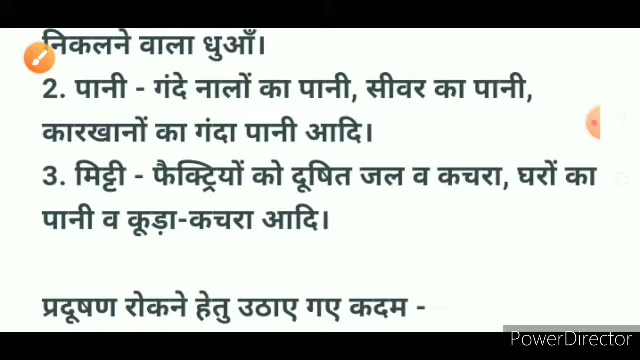 निकलने वाला धुआँ।
2. पानी - गंदे नालों का पानी, सीवर का पानी,
कारखानों का गंदा पानी आदि।
3. मिट्टी - फैक्ट्रियों को दूषित जल व कचरा, घरों का
पानी व कूड़ा-कचरा आदि।
प्रदूषण रोकने हेतु उठाए गए कदम -
PowerDirector